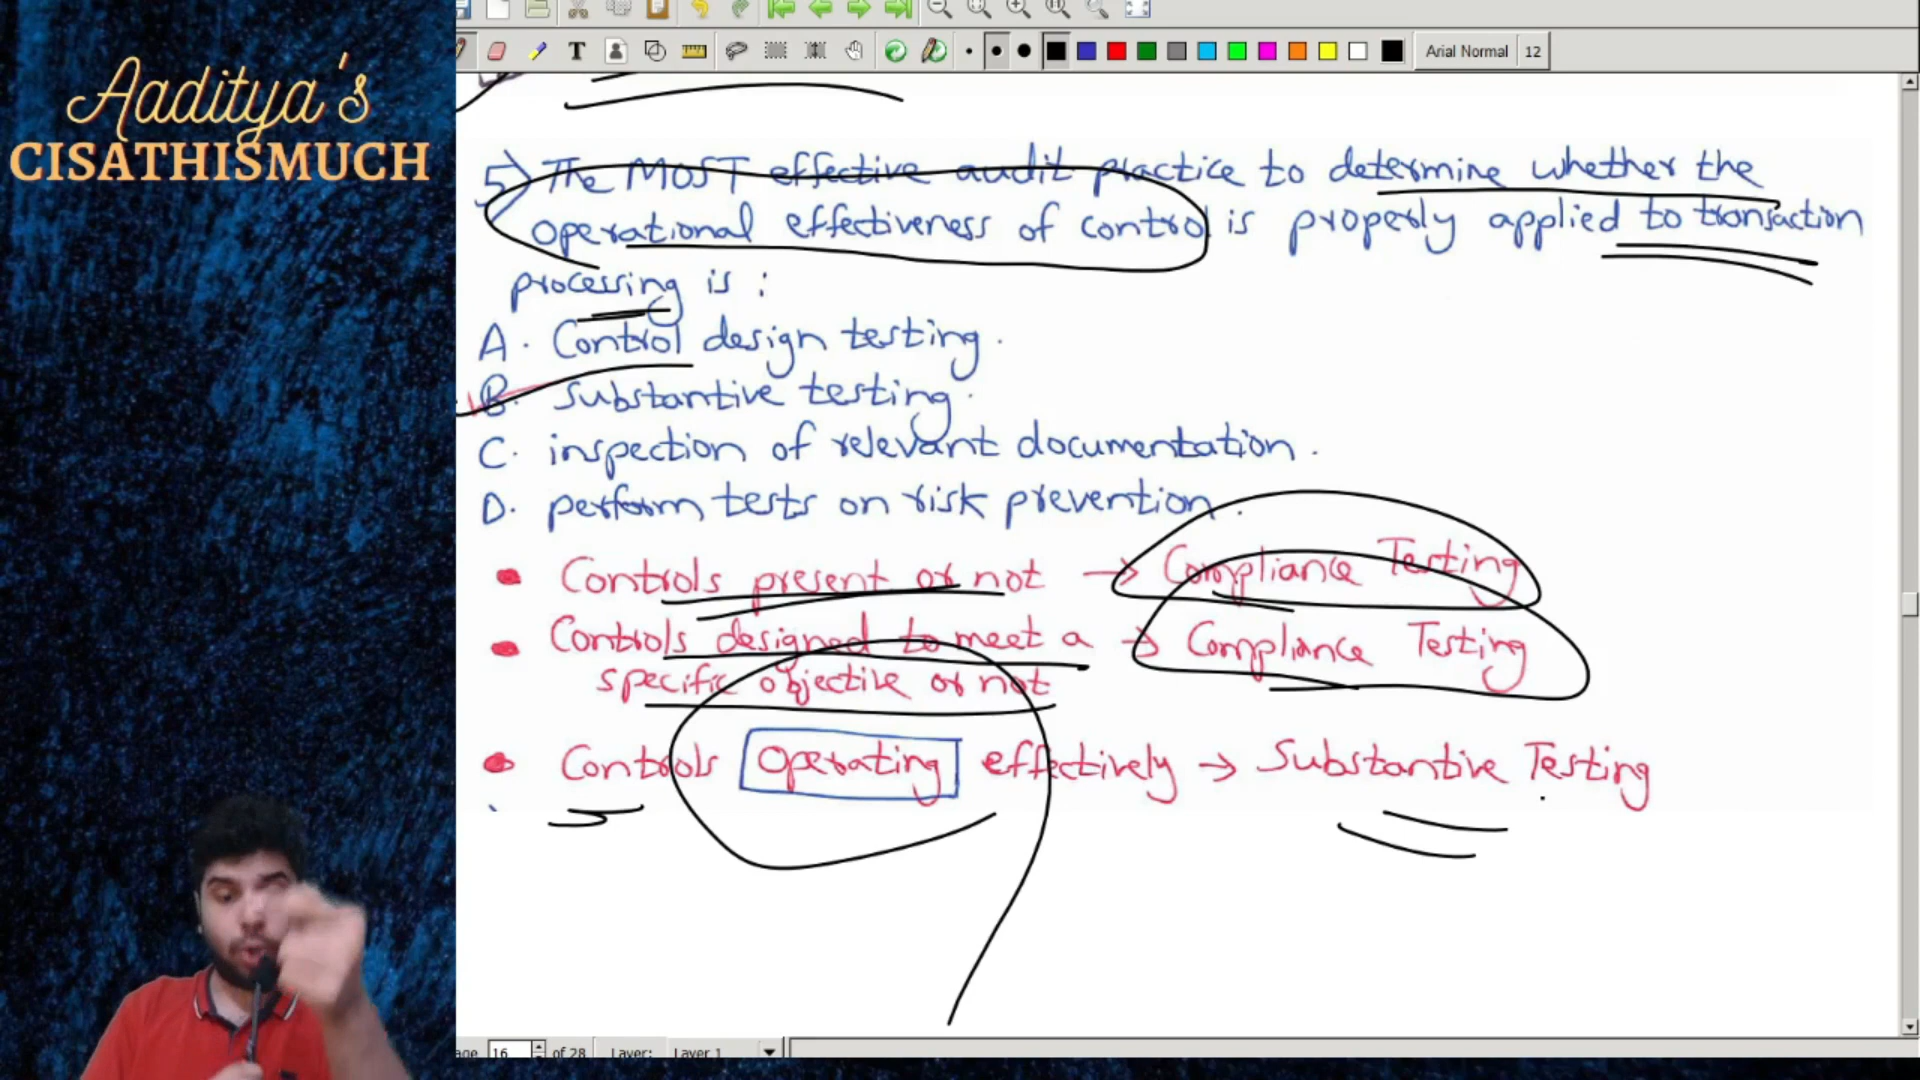 Aaditya's
CISATHISMUCH
Arial Normal 12
5) The MOST effective audit practice to determine whether the
operational effectiveness of control is properly applied to transaction
processing is :
A. Control design testing.
B. Substantive testing.
C. inspection of relevant documentation.
D. perform tests on risk prevention.
• Controls present or not → Compliance Testing
• Controls designed to meet a → Compliance Testing
specific objective or not
• Controls Operating effectively → Substantive Testing
age 16 of 28 Layer: Layer 1